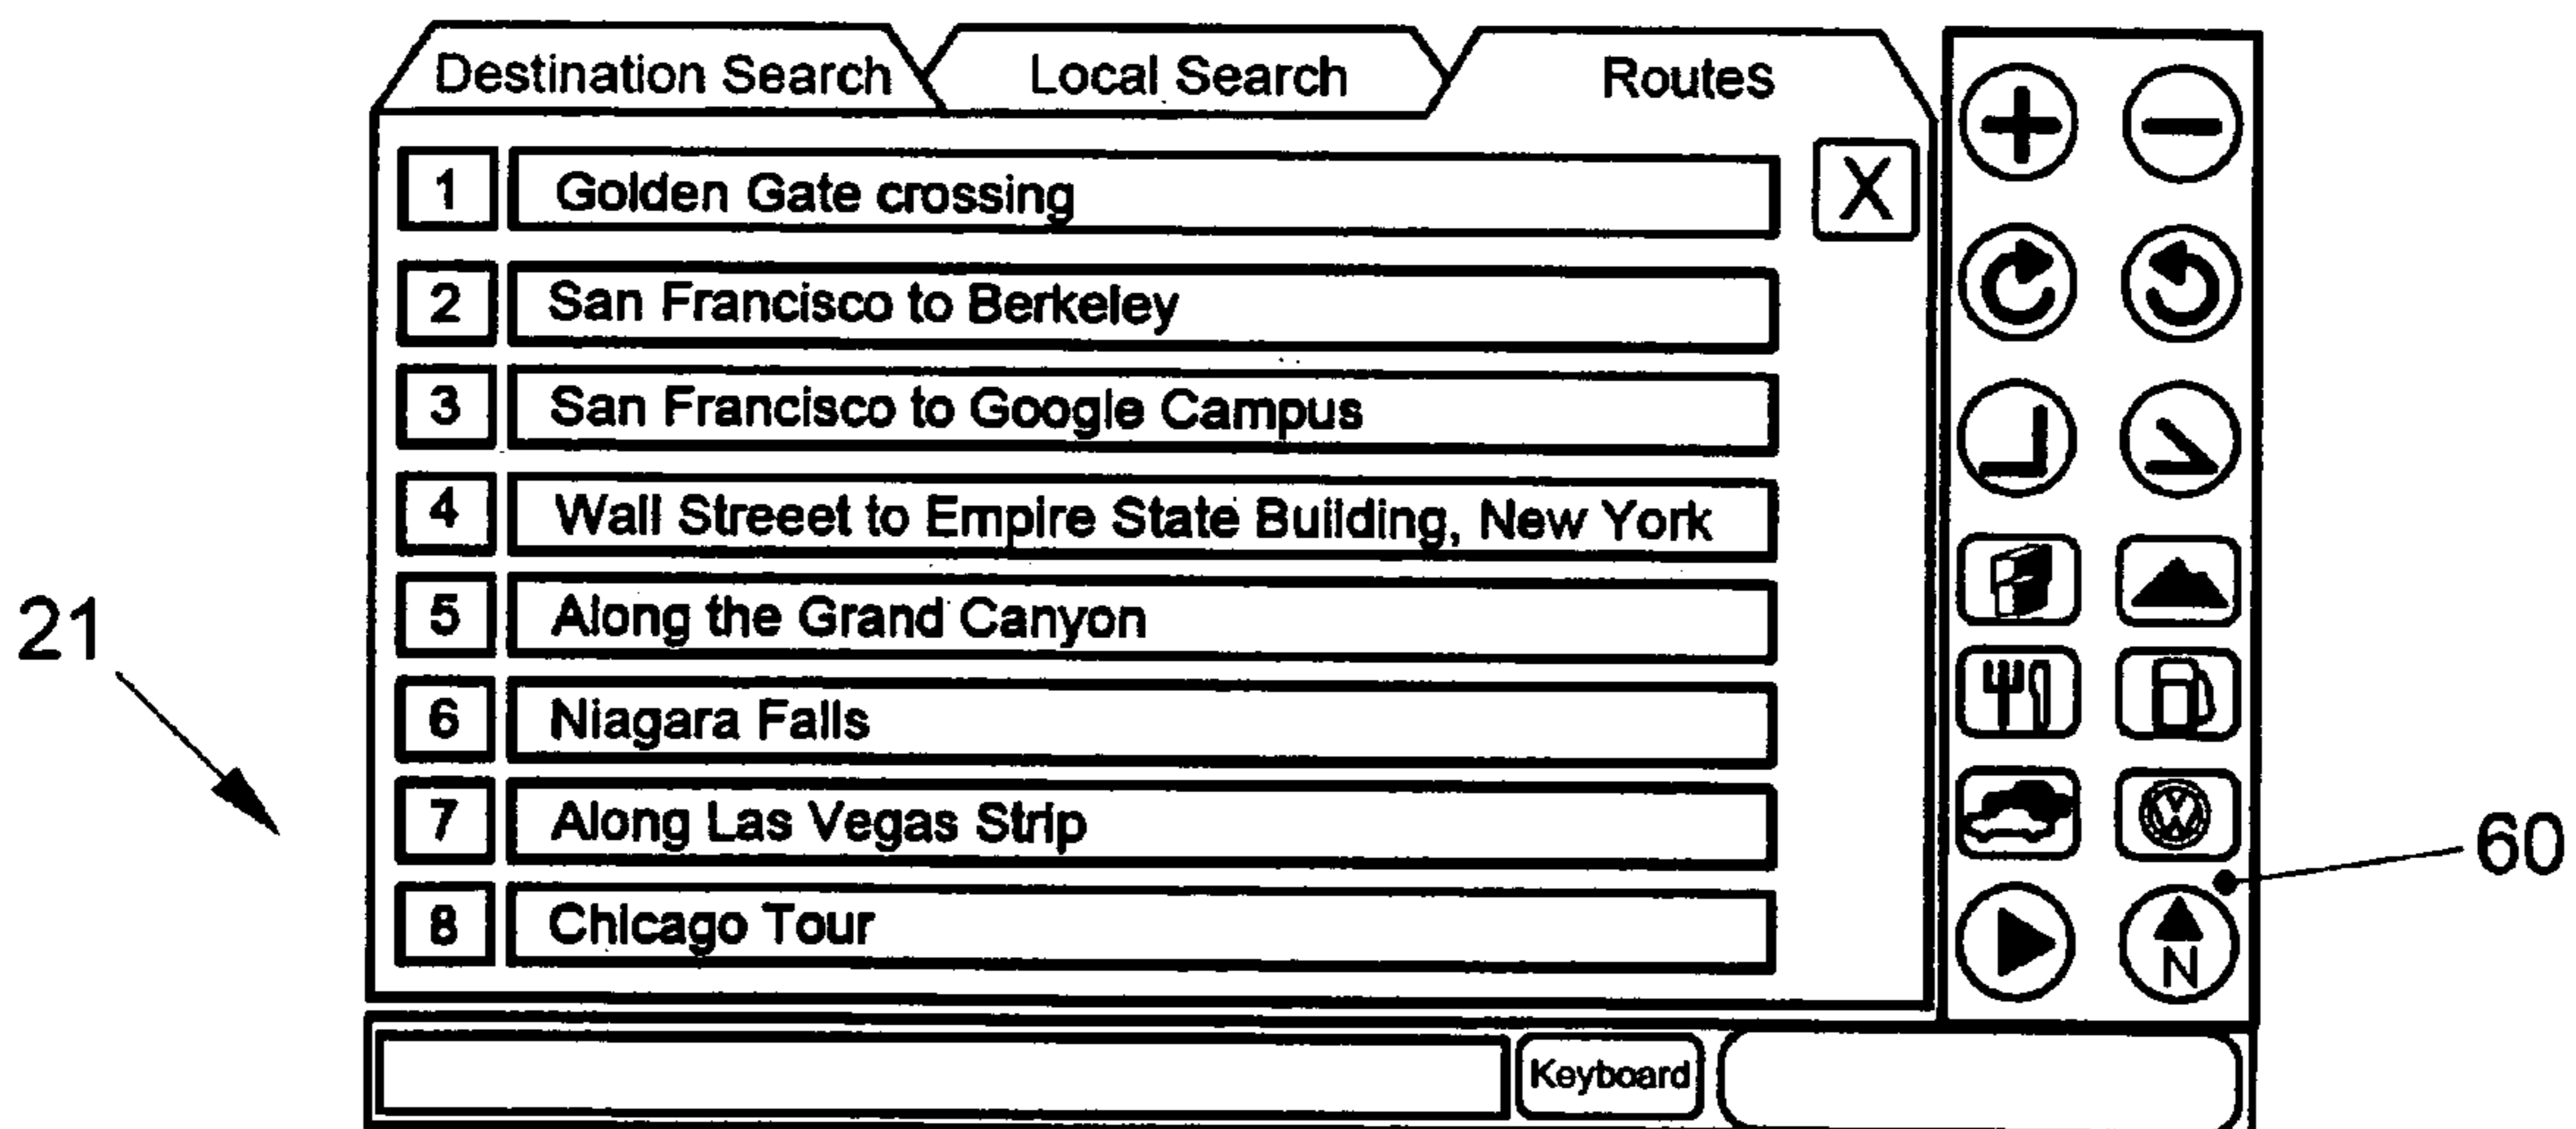 Destination Search Local Search Routes
1 Golden Gate crossing X
2 San Francisco to Berkeley
3 San Francisco to Google Campus
4 Wall Streeet to Empire State Building, New York
5 Along the Grand Canyon
21
6 Niagara Falls
7 Along Las Vegas Strip
60
8 Chicago Tour
N
Keyboard